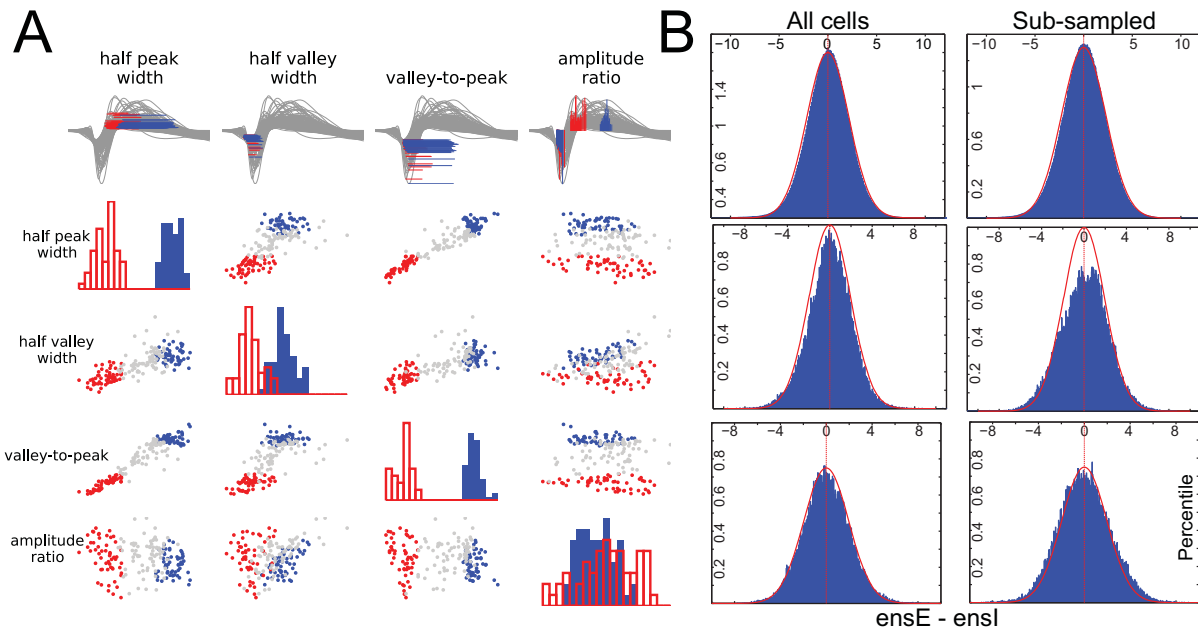 A
half peak
width
half valley
width
valley-to-peak
amplitude
ratio
half peak
width
half valley
width
valley-to-peak
amplitude
ratio
B
All cells
Sub-sampled
−10 −5 0 5 10
1.8
1.4
1
0.6
0.2
−10 −5 0 5 10
1
0.6
0.2
−8 −4 0 4 8
0.8
0.6
0.4
0.2
0
−8 −4 0 4 8
0.8
0.6
0.4
0.2
0
−8 −4 0 4 8
0.8
0.6
0.4
0.2
−8 −4 0 4 8
0.8
0.6
0.4
0.2
Percentile
ensE - ensI